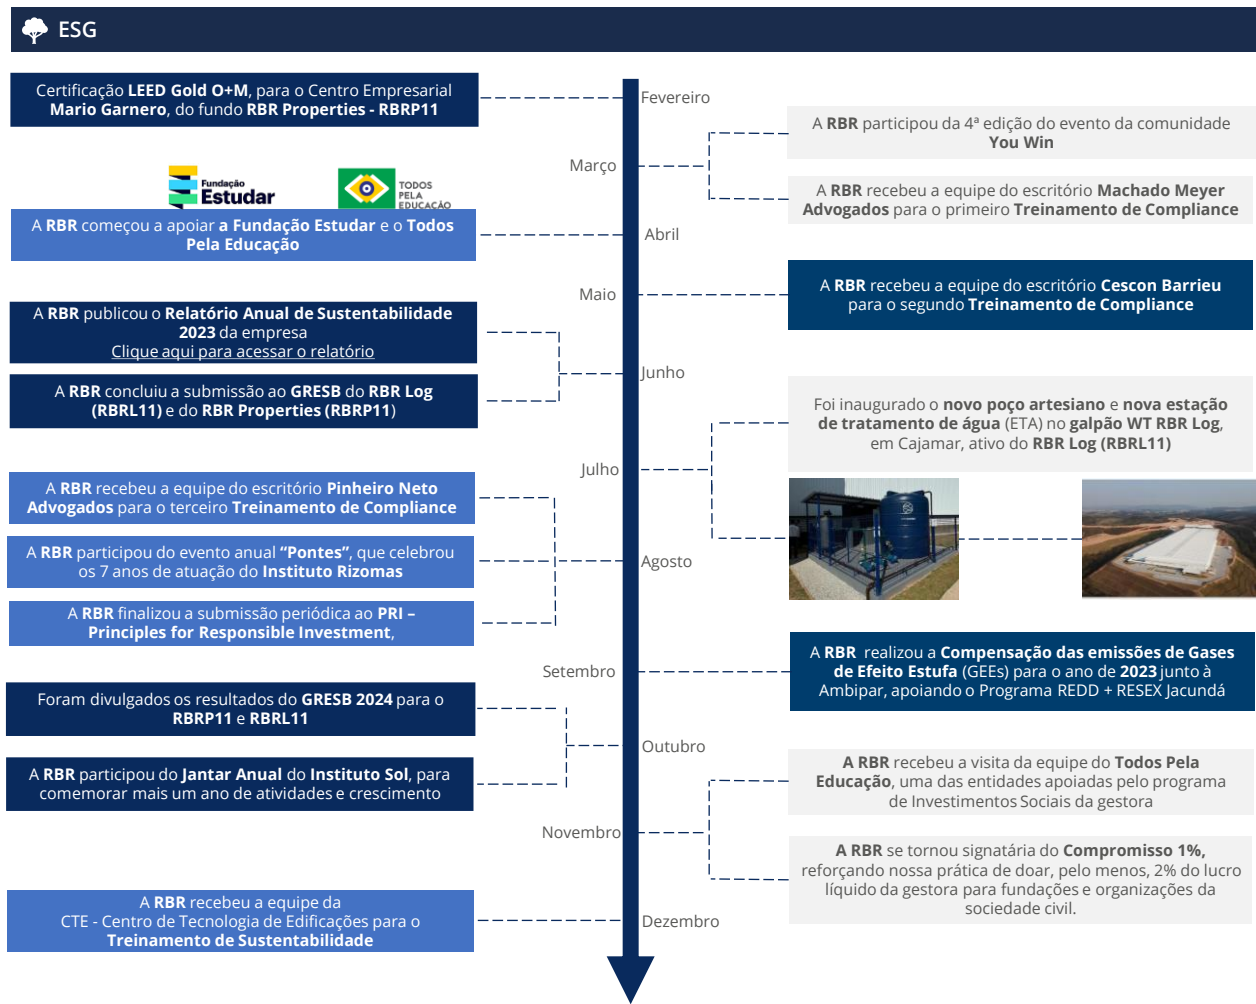 ESG
Certificação LEED Gold O+M, para o Centro Empresarial
Mario Garnero, do fundo RBR Properties - RBRP11
Fevereiro
A RBR participou da 4ª edição do evento da comunidade
You Win
Março
A RBR recebeu a equipe do escritório Machado Meyer
Advogados para o primeiro Treinamento de Compliance
Fundação
Estudar
TODOS
PELA
EDUCAÇÃO
A RBR começou a apoiar a Fundação Estudar e o Todos
Pela Educação
Abril
Maio
A RBR recebeu a equipe do escritório Cescon Barrieu
para o segundo Treinamento de Compliance
A RBR publicou o Relatório Anual de Sustentabilidade
2023 da empresa
Clique aqui para acessar o relatório
Junho
A RBR concluiu a submissão ao GRESB do RBR Log
(RBRL11) e do RBR Properties (RBRP11)
Foi inaugurado o novo poço artesiano e nova estação
de tratamento de água (ETA) no galpão WT RBR Log,
em Cajamar, ativo do RBR Log (RBRL11)
Julho
A RBR recebeu a equipe do escritório Pinheiro Neto
Advogados para o terceiro Treinamento de Compliance
A RBR participou do evento anual “Pontes”, que celebrou
os 7 anos de atuação do Instituto Rizomas
Agosto
A RBR finalizou a submissão periódica ao PRI –
Principles for Responsible Investment,
Setembro
A RBR realizou a Compensação das emissões de Gases
de Efeito Estufa (GEEs) para o ano de 2023 junto à
Ambipar, apoiando o Programa REDD + RESEX Jacundá
Foram divulgados os resultados do GRESB 2024 para o
RBRP11 e RBRL11
Outubro
A RBR participou do Jantar Anual do Instituto Sol, para
comemorar mais um ano de atividades e crescimento
A RBR recebeu a visita da equipe do Todos Pela
Educação, uma das entidades apoiadas pelo programa
de Investimentos Sociais da gestora
Novembro
A RBR se tornou signatária do Compromisso 1%,
reforçando nossa prática de doar, pelo menos, 2% do lucro
líquido da gestora para fundações e organizações da
sociedade civil.
A RBR recebeu a equipe da
CTE - Centro de Tecnologia de Edificações para o
Treinamento de Sustentabilidade
Dezembro